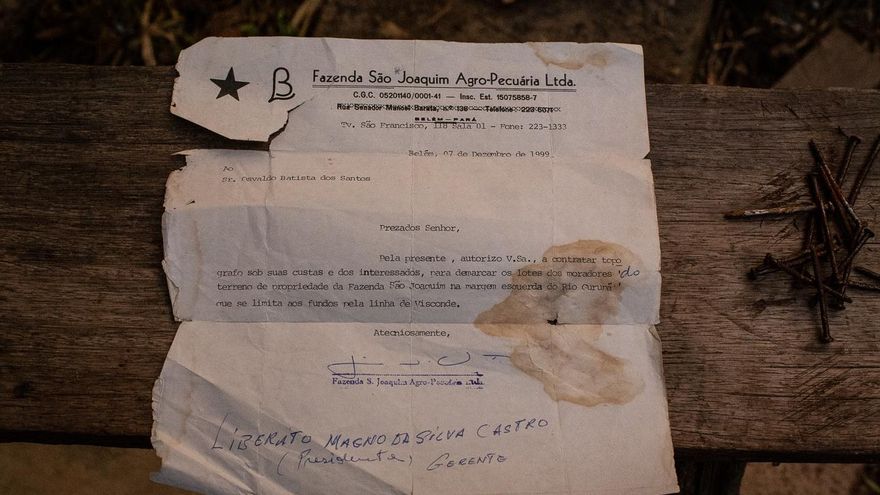 B
Fazenda São Joaquim Agro-Pecuária Ltda.
C.G.C. 05201140/0001-41 — Insc. Est. 15075858-7
Rua Senador Manoel Barata, n.º 138 Telefone 223-5071
BELÉM-PARÁ
Tv. São Francisco, 118 Sala 01 - Fone: 223-1333
Belém, 07 de Dezembro de 1999.
Ao
Sr. Osvaldo Batista dos Santos
Prezados Senhor,
Pela presente , autorizo V.Sa., a contratar topo
grafo sob suas custas e dos interessados, para demarcar os lotes dos moradores do
terreno de propriedade da Fazenda São Joaquim na margem esquerda do Rio Curuná
que se limita aos fundos pela linha de Visconde.
Atecniosamente,
Fazenda S. Joaquim Agro-Pecuária Ltda.
LIBERATO MAGNO DA SILVA CASTRO
(Presidente) GERENTE